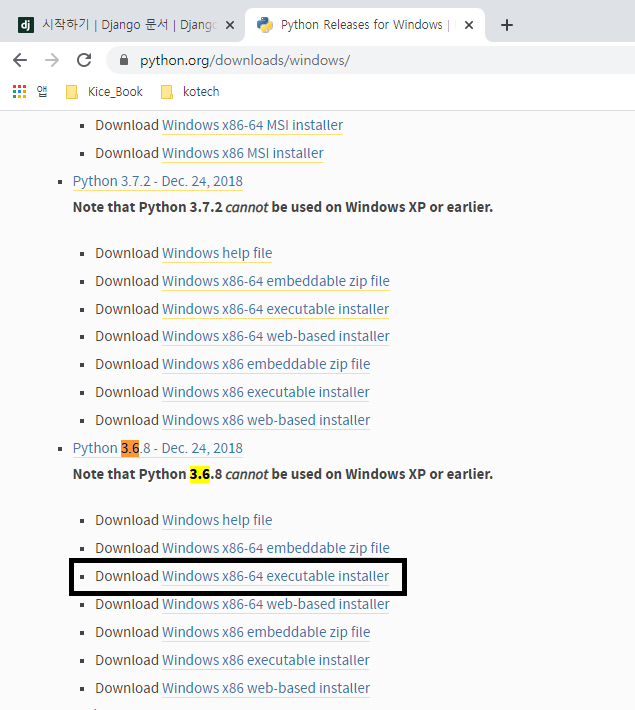 dj 시작하기 | Django 문서 | Djang
Python Releases for Windows |
python.org/downloads/windows/
앱 Kice_Book kotech
Download Windows x86-64 MSI installer
Download Windows x86 MSI installer
Python 3.7.2 - Dec. 24, 2018
Note that Python 3.7.2 cannot be used on Windows XP or earlier.
Download Windows help file
Download Windows x86-64 embeddable zip file
Download Windows x86-64 executable installer
Download Windows x86-64 web-based installer
Download Windows x86 embeddable zip file
Download Windows x86 executable installer
Download Windows x86 web-based installer
Python 3.6.8 - Dec. 24, 2018
Note that Python 3.6.8 cannot be used on Windows XP or earlier.
Download Windows help file
Download Windows x86-64 embeddable zip file
Download Windows x86-64 executable installer
Download Windows x86-64 web-based installer
Download Windows x86 embeddable zip file
Download Windows x86 executable installer
Download Windows x86 web-based installer